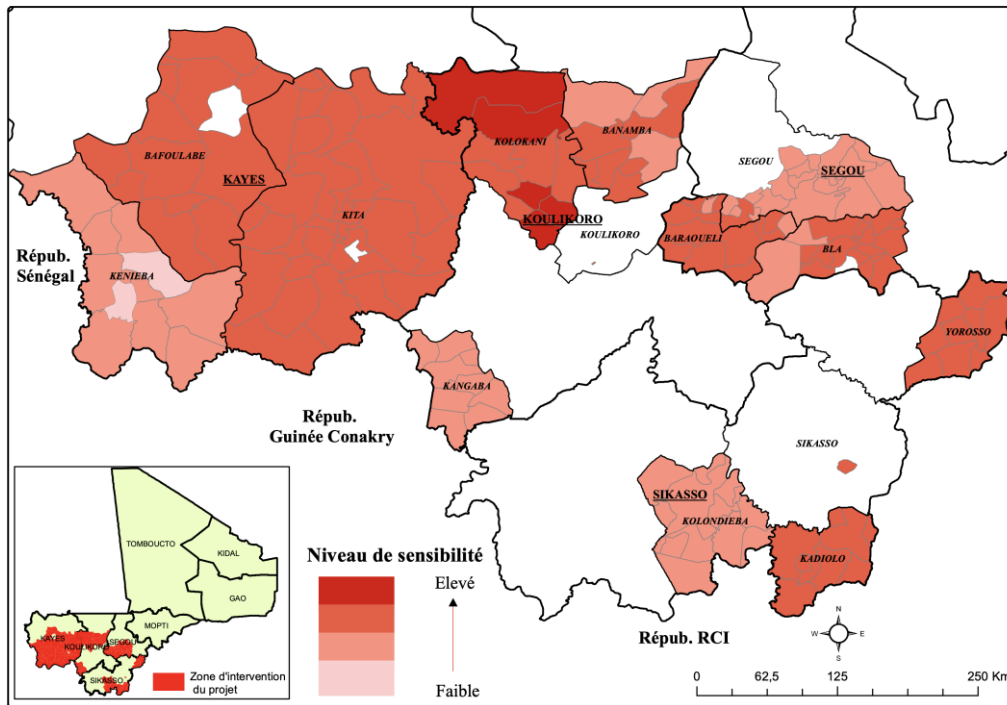 KOLOKANI
BANAMBA
BAFOULABE
SEGOU
SEGOU
KAYES
KITA
KOULIKORO
KOULIKORO
BARAOUELI
BLA
Répub.
Sénégal
KENIEBA
YOROSSO
KANGABA
Répub.
Guinée Conakry
SIKASSO
SIKASSO
KOLONDIEBA
KADIOLO
Répub. RCI
Niveau de sensibilité
Elevé
Faible
TOMBOUCTO
KIDAL
GAO
MOPTI
KAYES
KOULIKORO
SEGOU
SIKASSO
Zone d'intervention
du projet
N
W
E
S
0 62,5 125 250 Km